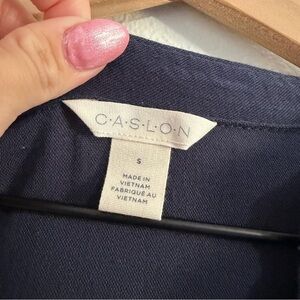 C·A·S·L·O·N
S
MADE IN
VIETNAM
FABRIQUÉ AU
VIETNAM